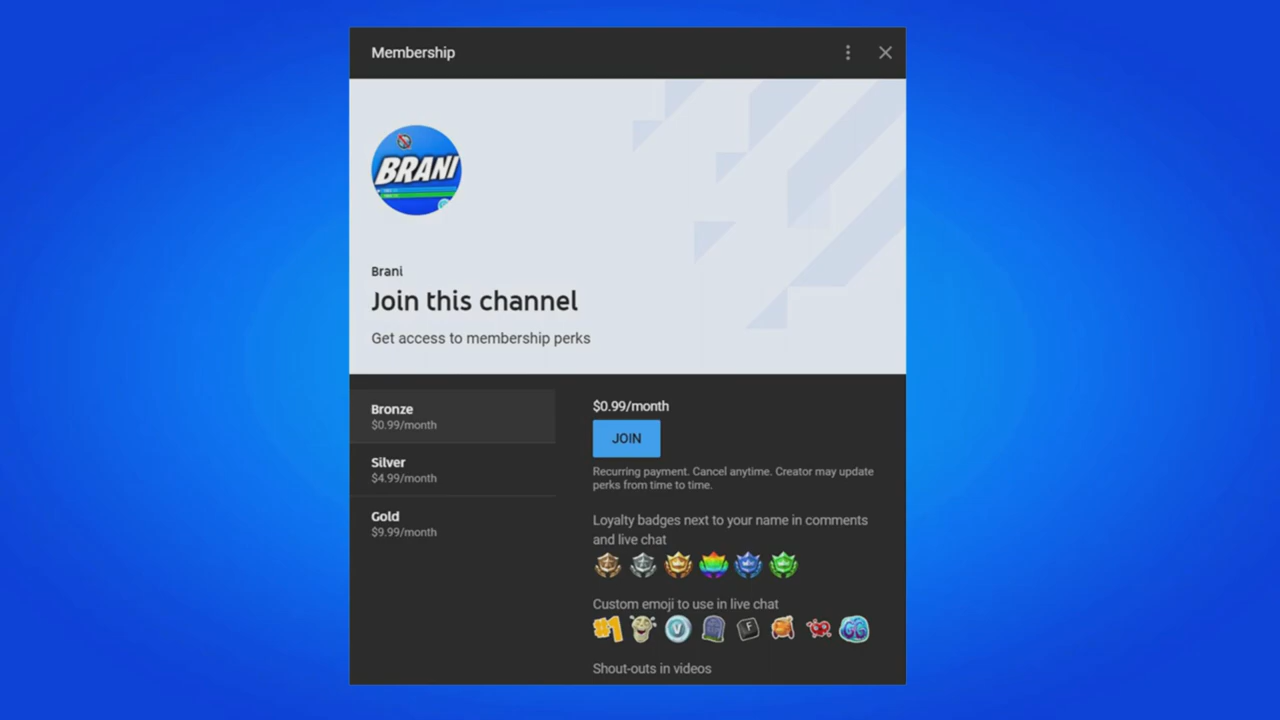 Membership
BRANI
Brani
Join this channel
Get access to membership perks
Bronze
$0.99/month
Silver
$4.99/month
Gold
$9.99/month
$0.99/month
JOIN
Recurring payment. Cancel anytime. Creator may update
perks from time to time.
Loyalty badges next to your name in comments
and live chat
Custom emoji to use in live chat
#1
V
F
GG
Shout-outs in videos